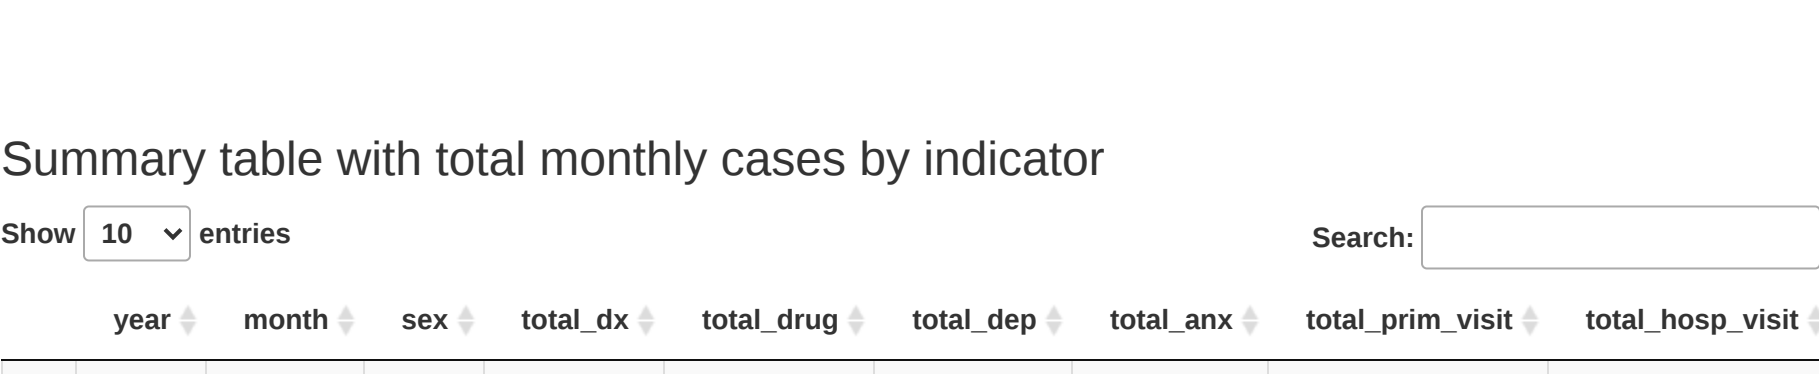 Summary table with total monthly cases by indicator
Show 10 entries
Search:
year month sex total_dx total_drug total_dep total_anx total_prim_visit total_hosp_visit